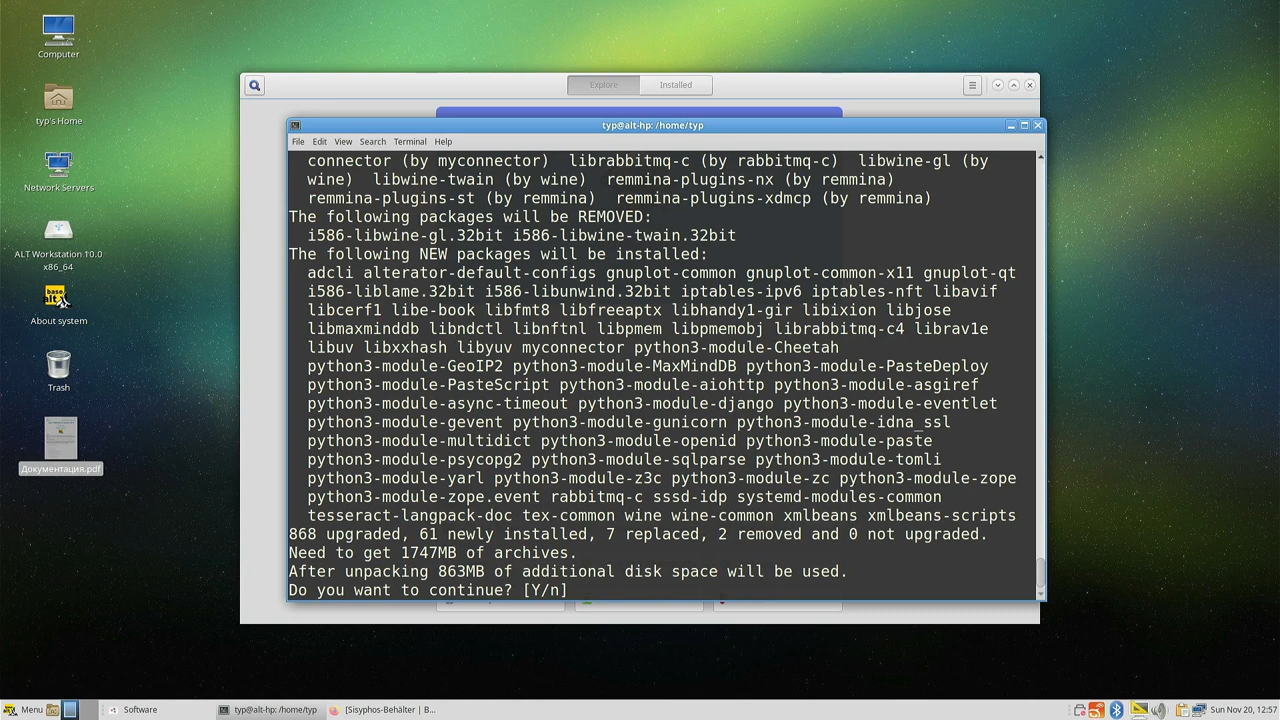 Computer
typ's Home
Network Servers
ALT Workstation 10.0
x86_64
base
alt
About system
Trash
Документация.pdf
Explore
Installed
typ@alt-hp: /home/typ
File Edit View Search Terminal Help
connector (by myconnector) librabbitmq-c (by rabbitmq-c) libwine-gl (by
wine) libwine-twain (by wine) remmina-plugins-nx (by remmina)
remmina-plugins-st (by remmina) remmina-plugins-xdmcp (by remmina)
The following packages will be REMOVED:
i586-libwine-gl.32bit i586-libwine-twain.32bit
The following NEW packages will be installed:
adcli alterator-default-configs gnuplot-common gnuplot-common-x11 gnuplot-qt
i586-liblame.32bit i586-libunwind.32bit iptables-ipv6 iptables-nft libavif
libcerf1 libe-book libfmt8 libfreeaptx libhandy1-gir libixion libjose
libmaxminddb libndctl libnftnl libpmem libpmemobj librabbitmq-c4 librav1e
libuv libxxhash libyuv myconnector python3-module-Cheetah
python3-module-GeoIP2 python3-module-MaxMindDB python3-module-PasteDeploy
python3-module-PasteScript python3-module-aiohttp python3-module-asgiref
python3-module-async-timeout python3-module-django python3-module-eventlet
python3-module-gevent python3-module-gunicorn python3-module-idna_ssl
python3-module-multidict python3-module-openid python3-module-paste
python3-module-psycopg2 python3-module-sqlparse python3-module-tomli
python3-module-yarl python3-module-z3c python3-module-zc python3-module-zope
python3-module-zope.event rabbitmq-c sssd-idp systemd-modules-common
tesseract-langpack-doc tex-common wine wine-common xmlbeans xmlbeans-scripts
868 upgraded, 61 newly installed, 7 replaced, 2 removed and 0 not upgraded.
Need to get 1747MB of archives.
After unpacking 863MB of additional disk space will be used.
Do you want to continue? [Y/n]
Menu
Software
typ@alt-hp: /home/typ
[Sisyphos-Behälter | B...
Sun Nov 20, 12:57